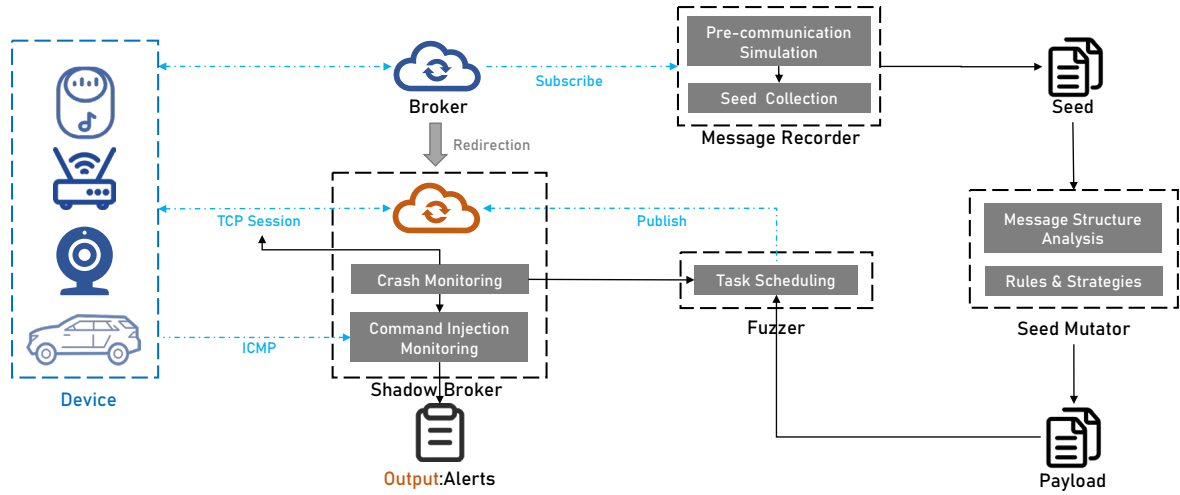 Pre-communication
Simulation
Seed Collection
Message Recorder
Subscribe
Broker
Seed
Redirection
TCP Session
Publish
Message Structure
Analysis
Rules & Strategies
Seed Mutator
Crash Monitoring
Task Scheduling
Fuzzer
Command Injection
Monitoring
ICMP
Shadow Broker
Device
Output:Alerts
Payload